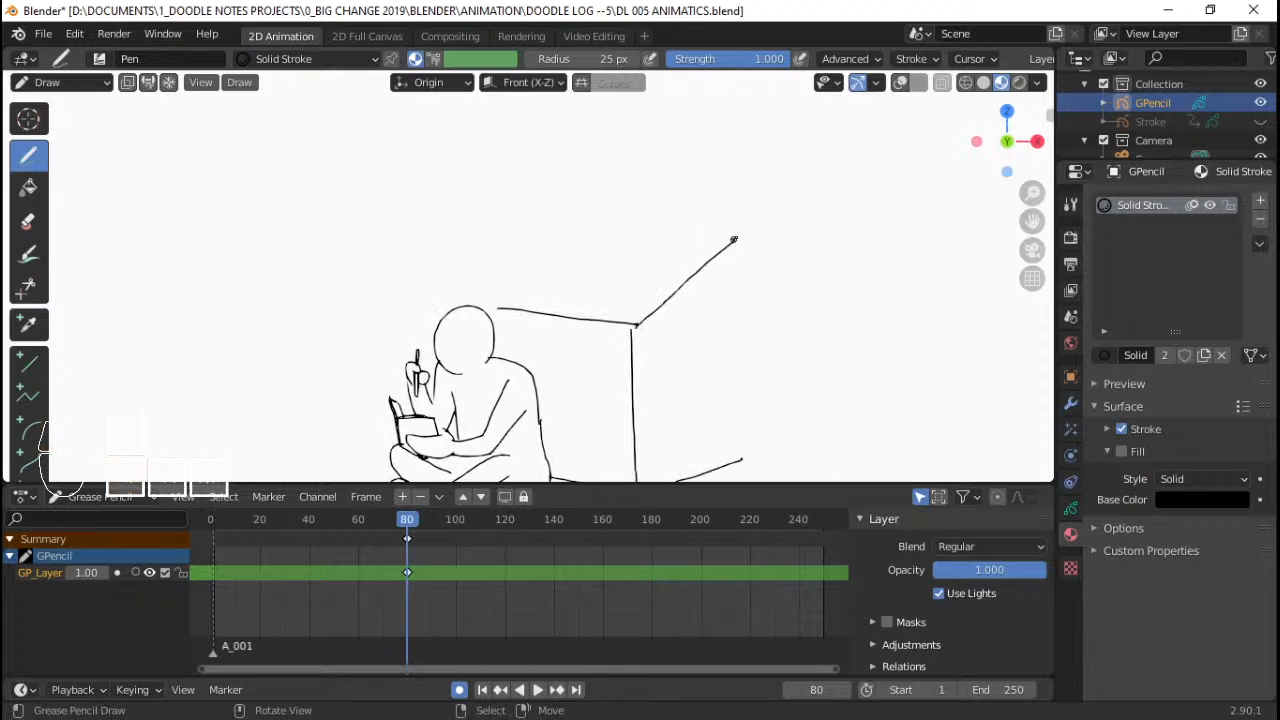 Blender* [D:\DOCUMENTS\1_DOODLE NOTES PROJECTS\0_BIG CHANGE 2019\BLENDER\ANIMATION\DOODLE LOG --5\DL 005 ANIMATICS.blend]
File Edit Render Window Help 2D Animation 2D Full Canvas Compositing Rendering Video Editing + Scene View Layer
Pen Solid Stroke Radius 25 px Strength 1.000 Advanced Stroke Cursor Laye
Draw View Draw Origin Front (X-Z) Guides
Collection
GPencil
Stroke
Camera
GPencil Solid Stroke
Solid Stro...
Solid 2
Preview
Surface
Stroke
Fill
Style Solid
Base Color
Options
Custom Properties
Grease Pencil View Select Marker Channel Frame
0 20 40 60 80 100 120 140 160 180 200 220 240
Summary
GPencil
GP_Layer 1.00
A_001
Layer
Blend Regular
Opacity 1.000
Use Lights
Masks
Adjustments
Relations
Playback Keying View Marker 80 Start 1 End 250
Grease Pencil Draw Rotate View Select Move 2.90.1